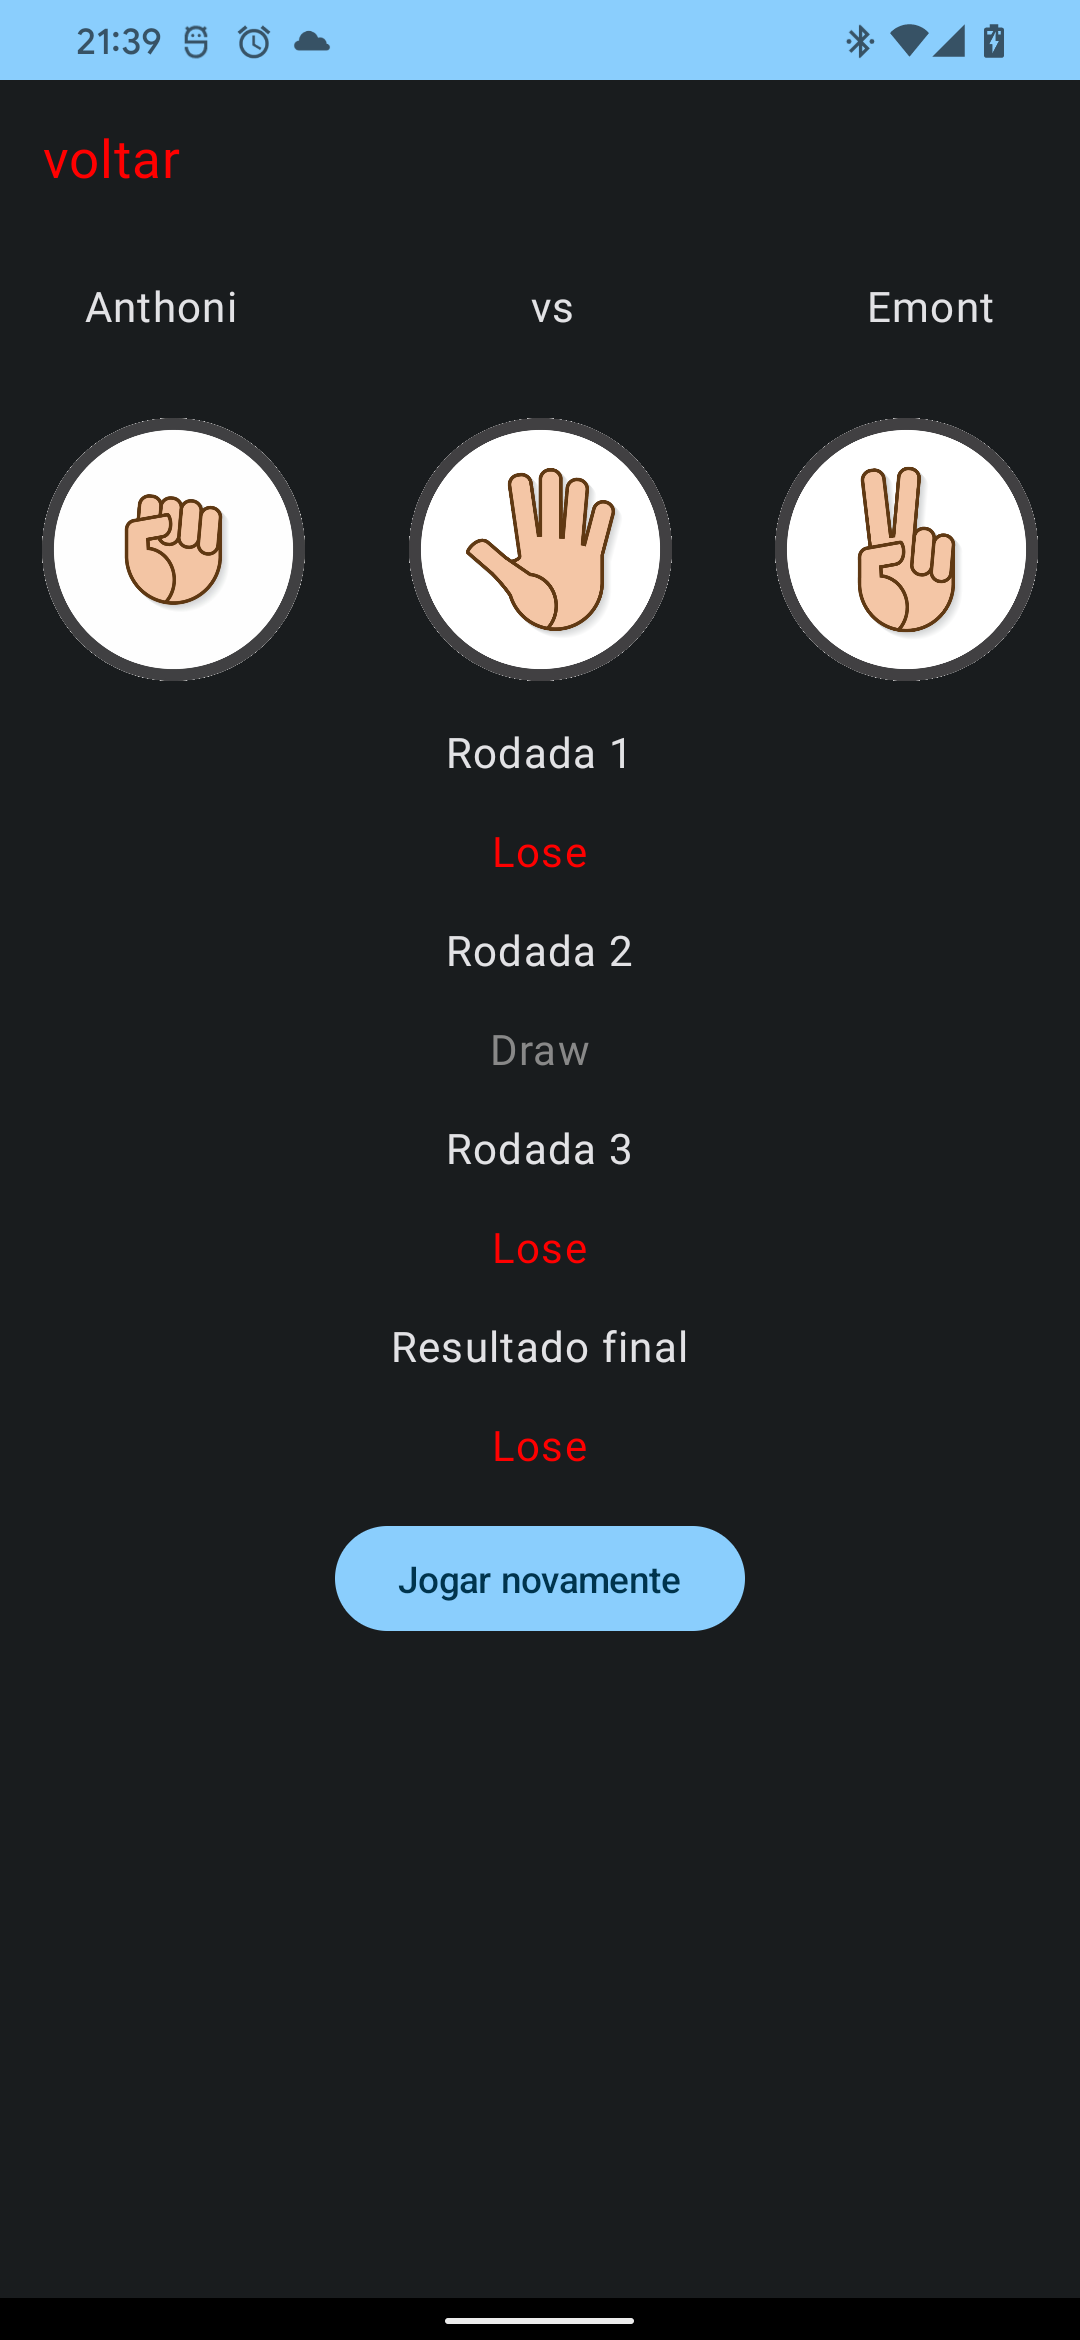 21:39
voltar
Anthoni vs Emont
Rodada 1
Lose
Rodada 2
Draw
Rodada 3
Lose
Resultado final
Lose
Jogar novamente